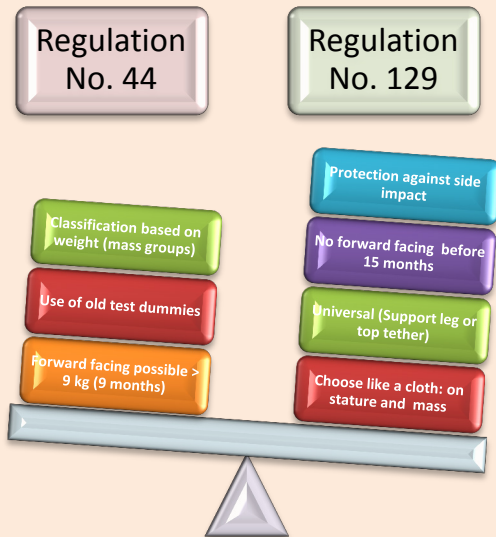 Regulation
No. 44
Regulation
No. 129
Classification based on
weight (mass groups)
Use of old test dummies
Forward facing possible >
9 kg (9 months)
Protection against side
impact
No forward facing before
15 months
Universal (Support leg or
top tether)
Choose like a cloth: on
stature and mass